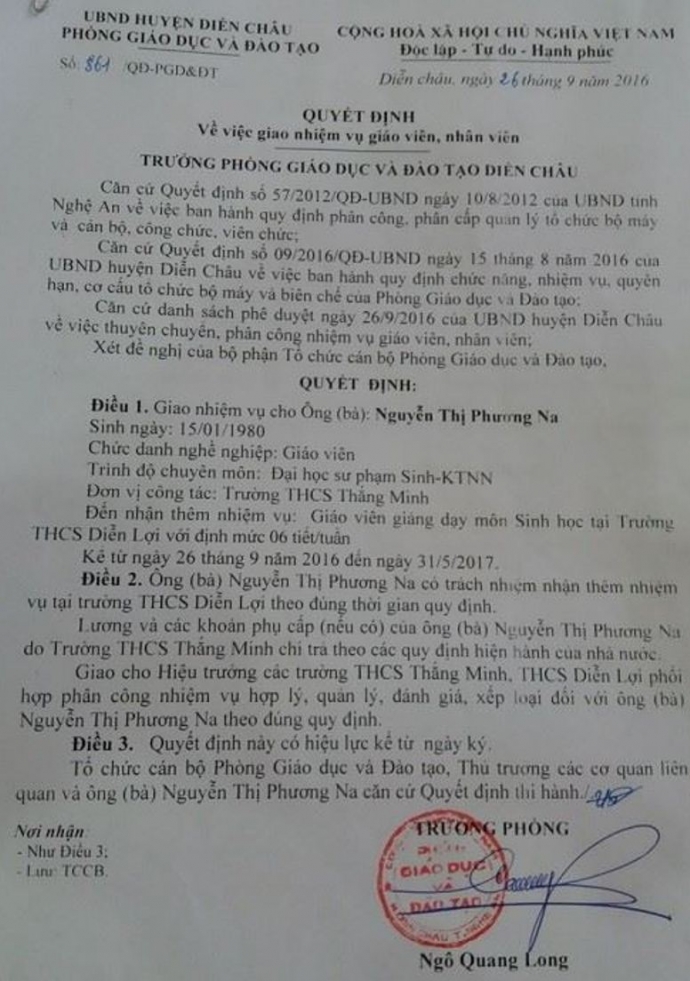 UBND HUYỆN DIỄN CHÂU
PHÒNG GIÁO DỤC VÀ ĐÀO TẠO
Số: 861 /QĐ-PGD&ĐT
CỘNG HOÀ XÃ HỘI CHỦ NGHĨA VIỆT NAM
Độc lập - Tự do - Hạnh phúc
Diễn châu, ngày 26 tháng 9 năm 2016
QUYẾT ĐỊNH
Về việc giao nhiệm vụ giáo viên, nhân viên
TRƯỞNG PHÒNG GIÁO DỤC VÀ ĐÀO TẠO DIỄN CHÂU
Căn cứ Quyết định số 57/2012/QĐ-UBND ngày 10/8/2012 của UBND tỉnh
Nghệ An về việc ban hành quy định phân công, phân cấp quản lý tổ chức bộ máy
và cán bộ, công chức, viên chức;
Căn cứ Quyết định số 09/2016/QĐ-UBND ngày 15 tháng 8 năm 2016 của
UBND huyện Diễn Châu về việc ban hành quy định chức năng, nhiệm vụ, quyền
hạn, cơ cấu tổ chức bộ máy và biên chế của Phòng Giáo dục và Đào tạo;
Căn cứ danh sách phê duyệt ngày 26/9/2016 của UBND huyện Diễn Châu
về việc thuyên chuyển, phân công nhiệm vụ giáo viên, nhân viên;
Xét đề nghị của bộ phận Tổ chức cán bộ Phòng Giáo dục và Đào tạo,
QUYẾT ĐỊNH:
Điều 1. Giao nhiệm vụ cho Ông (bà): Nguyễn Thị Phương Na
Sinh ngày: 15/01/1980
Chức danh nghề nghiệp: Giáo viên
Trình độ chuyên môn: Đại học sư phạm Sinh-KTNN
Đơn vị công tác: Trường THCS Thắng Minh
Đến nhận thêm nhiệm vụ: Giáo viên giảng dạy môn Sinh học tại Trường
THCS Diễn Lợi với định mức 06 tiết/tuần
Kể từ ngày 26 tháng 9 năm 2016 đến ngày 31/5/2017.
Điều 2. Ông (bà) Nguyễn Thị Phương Na có trách nhiệm nhận thêm nhiệm
vụ tại trường THCS Diễn Lợi theo đúng thời gian quy định.
Lương và các khoản phụ cấp (nếu có) của ông (bà) Nguyễn Thị Phương Na
do Trường THCS Thắng Minh chi trả theo các quy định hiện hành của nhà nước.
Giao cho Hiệu trưởng các trường THCS Thắng Minh, THCS Diễn Lợi phối
hợp phân công nhiệm vụ hợp lý, quản lý, đánh giá, xếp loại đối với ông (bà)
Nguyễn Thị Phương Na theo đúng quy định.
Điều 3. Quyết định này có hiệu lực kể từ ngày ký.
Tổ chức cán bộ Phòng Giáo dục và Đào tạo, Thủ trương các cơ quan liên
quan và ông (bà) Nguyễn Thị Phương Na căn cứ Quyết định thi hành./.
Nơi nhận:
- Như Điều 3;
- Lưu: TCCB.
TRƯỞNG PHÒNG
PHÒNG
GIÁO DỤC
VÀ
ĐÀO TẠO
Ngô Quang Long